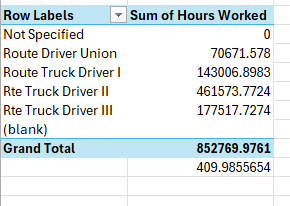 Row Labels Sum of Hours Worked
Not Specified 0
Route Driver Union 70671.578
Route Truck Driver I 143006.8983
Rte Truck Driver II 461573.7724
Rte Truck Driver III 177517.7274
(blank)
Grand Total 852769.9761
409.9855654